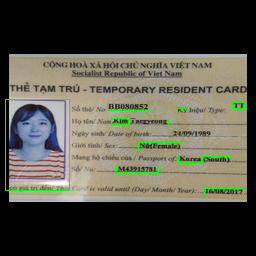 CỘNG HOÀ XÃ HỘI CHỦ NGHĨA VIỆT NAM
Socialist Republic of Viet Nam
THẺ TẠM TRÚ - TEMPORARY RESIDENT CARD
Số thẻ/ No: BB080852 Ký hiệu/ Type: TT
Họ tên/ Name: Kim Taegyeong
Ngày sinh/ Date of birth: 24/09/1989
Giới tính/ Sex: Nữ(Female)
Mang hộ chiếu của/ Passport of: Korea (South)
Số/ No: M43915781
có giá trị đến/ This Card is valid until (Day/ Month/ Year): 16/08/2017